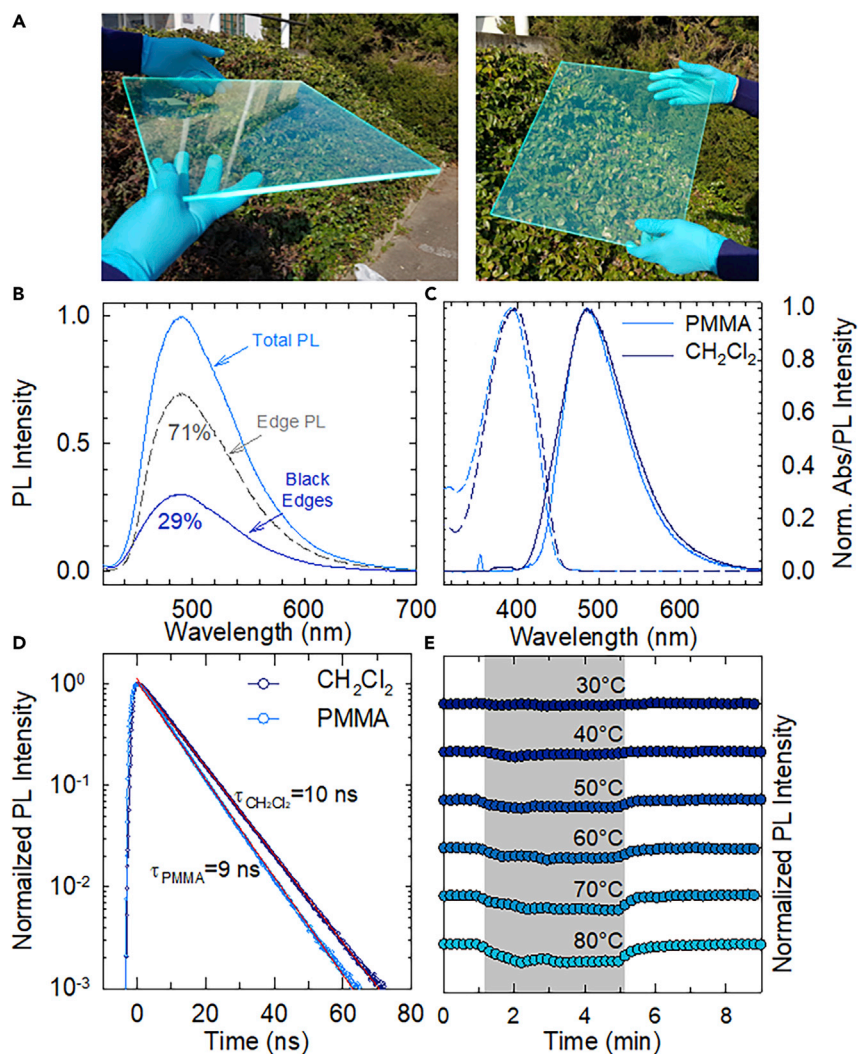 A
B
PL Intensity
1.0
0.5
0.0
Total PL
71%
Edge PL
Black
Edges
29%
500
600
700
Wavelength (nm)
C
PMMA
CH₂Cl₂
1.0
0.8
0.6
0.4
0.2
0.0
Norm. Abs/PL Intensity
400
500
600
Wavelength (nm)
D
Normailzed PL Intensity
10⁰
10⁻¹
10⁻²
10⁻³
CH₂Cl₂
PMMA
τCH₂Cl₂=10 ns
τPMMA=9 ns
0
20
40
60
80
Time (ns)
E
30°C
40°C
50°C
60°C
70°C
80°C
Normalized PL Intensity
0
2
4
6
8
Time (min)